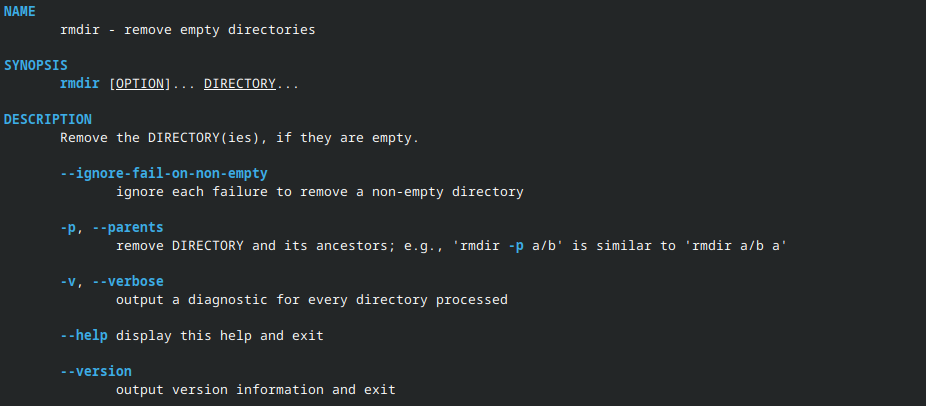 NAME
rmdir - remove empty directories
SYNOPSIS
rmdir [OPTION]... DIRECTORY...
DESCRIPTION
Remove the DIRECTORY(ies), if they are empty.
--ignore-fail-on-non-empty
ignore each failure to remove a non-empty directory
-p, --parents
remove DIRECTORY and its ancestors; e.g., 'rmdir -p a/b' is similar to 'rmdir a/b a'
-v, --verbose
output a diagnostic for every directory processed
--help display this help and exit
--version
output version information and exit